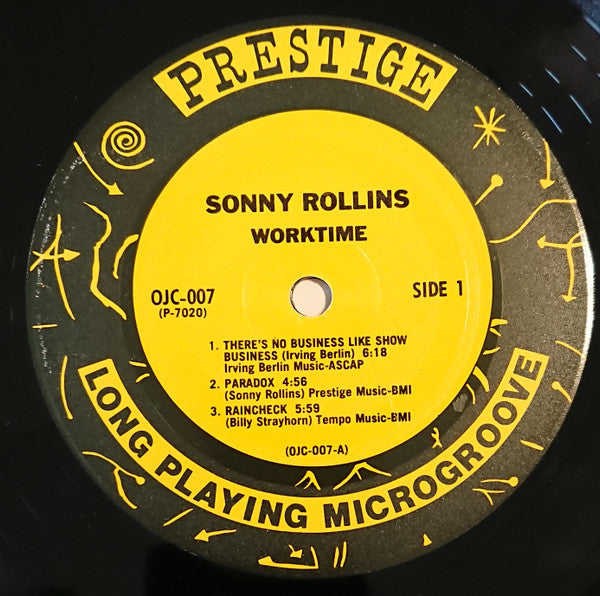 PRESTIGE
SONNY ROLLINS
WORKTIME
OJC-007
(P-7020)
SIDE 1
1. THERE'S NO BUSINESS LIKE SHOW
BUSINESS (Irving Berlin) 6:18
Irving Berlin Music-ASCAP
2. PARADOX 4:56
(Sonny Rollins) Prestige Music-BMI
3. RAINCHECK 5:59
(Billy Strayhorn) Tempo Music-BMI
(OJC-007-A)
LONG PLAYING MICROGROOVE